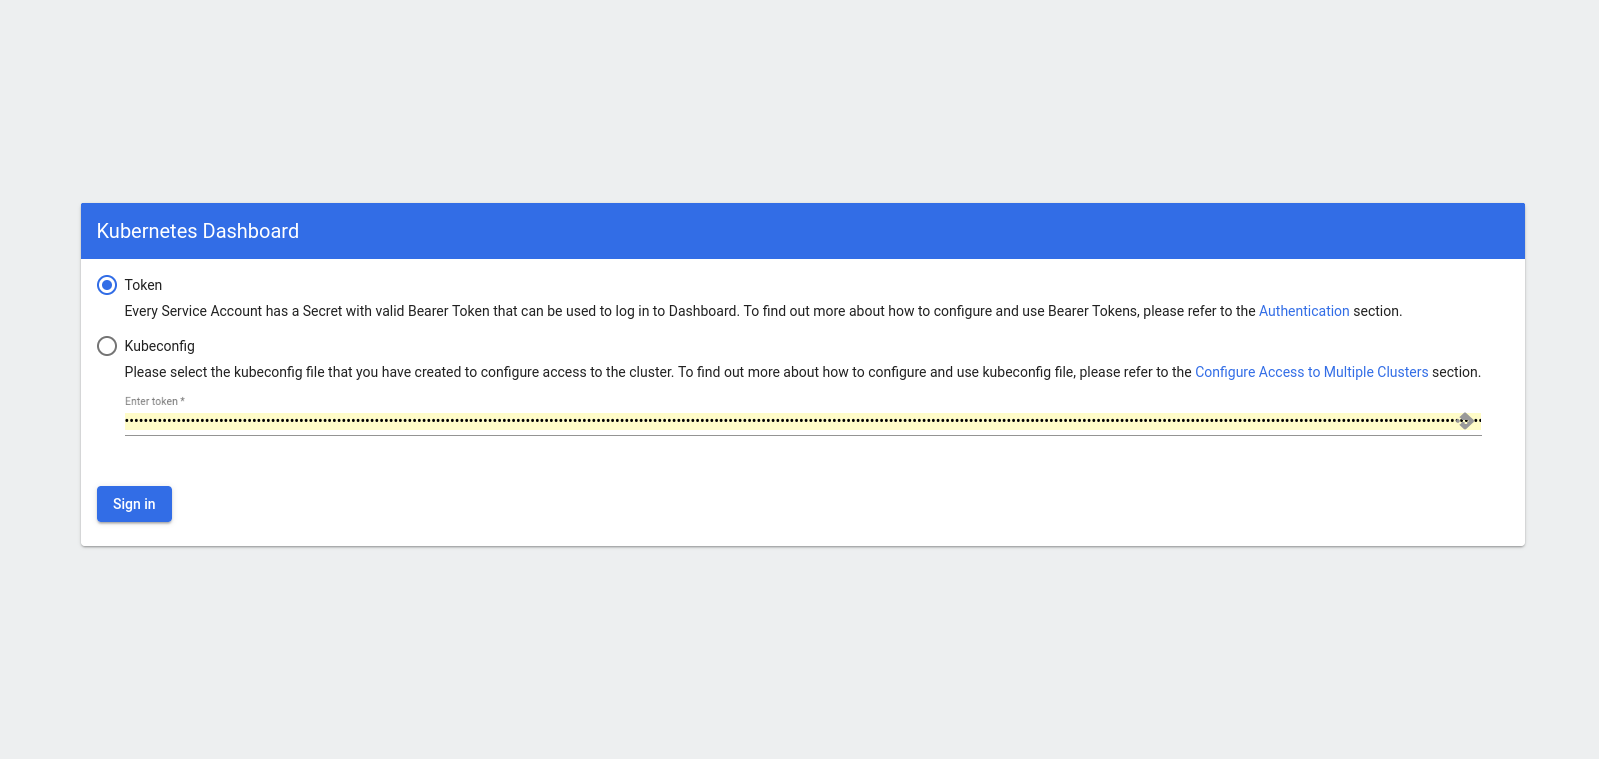 Kubernetes Dashboard
Token
Every Service Account has a Secret with valid Bearer Token that can be used to log in to Dashboard. To find out more about how to configure and use Bearer Tokens, please refer to the Authentication section.
Kubeconfig
Please select the kubeconfig file that you have created to configure access to the cluster. To find out more about how to configure and use kubeconfig file, please refer to the Configure Access to Multiple Clusters section.
Enter token *
Sign in